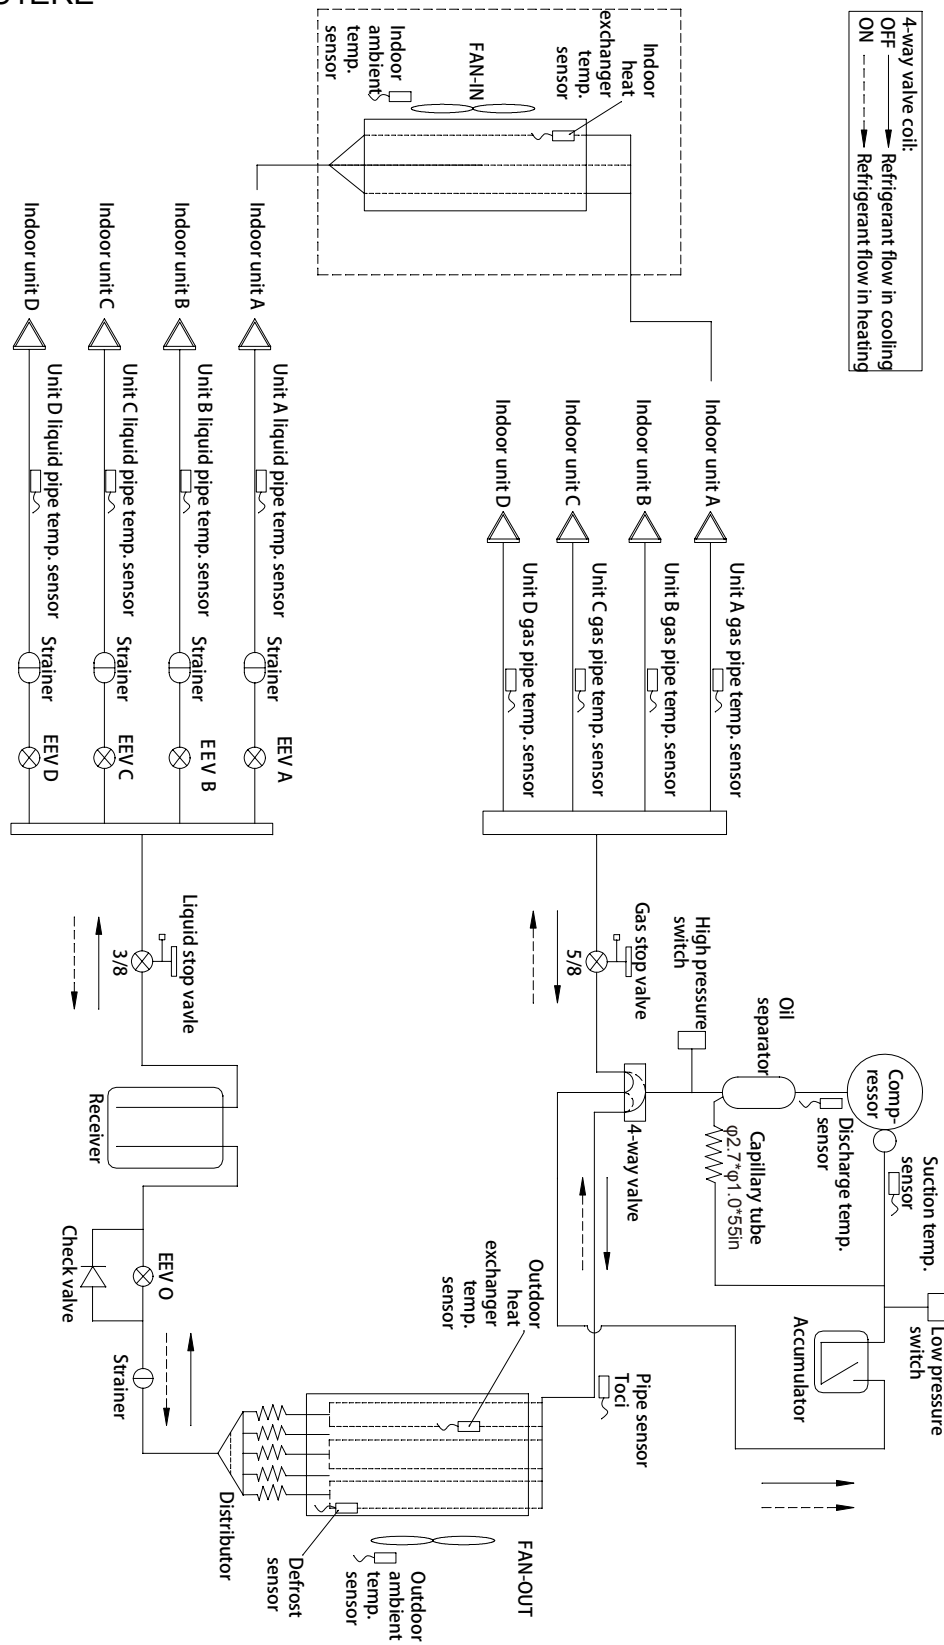 4-way valve coil:
OFF Refrigerant flow in cooling
ON Refrigerant flow in heating
Indoor
heat
exchanger
temp.
sensor
FAN-IN
Indoor
ambient
temp.
sensor
Indoor unit A
Indoor unit B
Indoor unit C
Indoor unit D
Unit A gas pipe temp. sensor
Unit B gas pipe temp. sensor
Unit C gas pipe temp. sensor
Unit D gas pipe temp. sensor
Gas stop valve
5/8
High pressure
switch
Oil
separator
Comp-
ressor
Discharge temp.
sensor
Suction temp.
sensor
Capillary tube
φ2.7*φ1.0*55in
4-way valve
Low pressure
switch
Accumulator
Pipe sensor
Toci
Indoor unit A
Indoor unit B
Indoor unit C
Indoor unit D
Unit A liquid pipe temp. sensor
Unit B liquid pipe temp. sensor
Unit C liquid pipe temp. sensor
Unit D liquid pipe temp. sensor
Strainer
Strainer
Strainer
Strainer
EEV A
EEV B
EEV C
EEV D
Liquid stop vavle
3/8
Receiver
EEV O
Check valve
Strainer
Outdoor
heat
exchanger
temp.
sensor
Distributor
Defrost
sensor
FAN-OUT
Outdoor
ambient
temp.
sensor